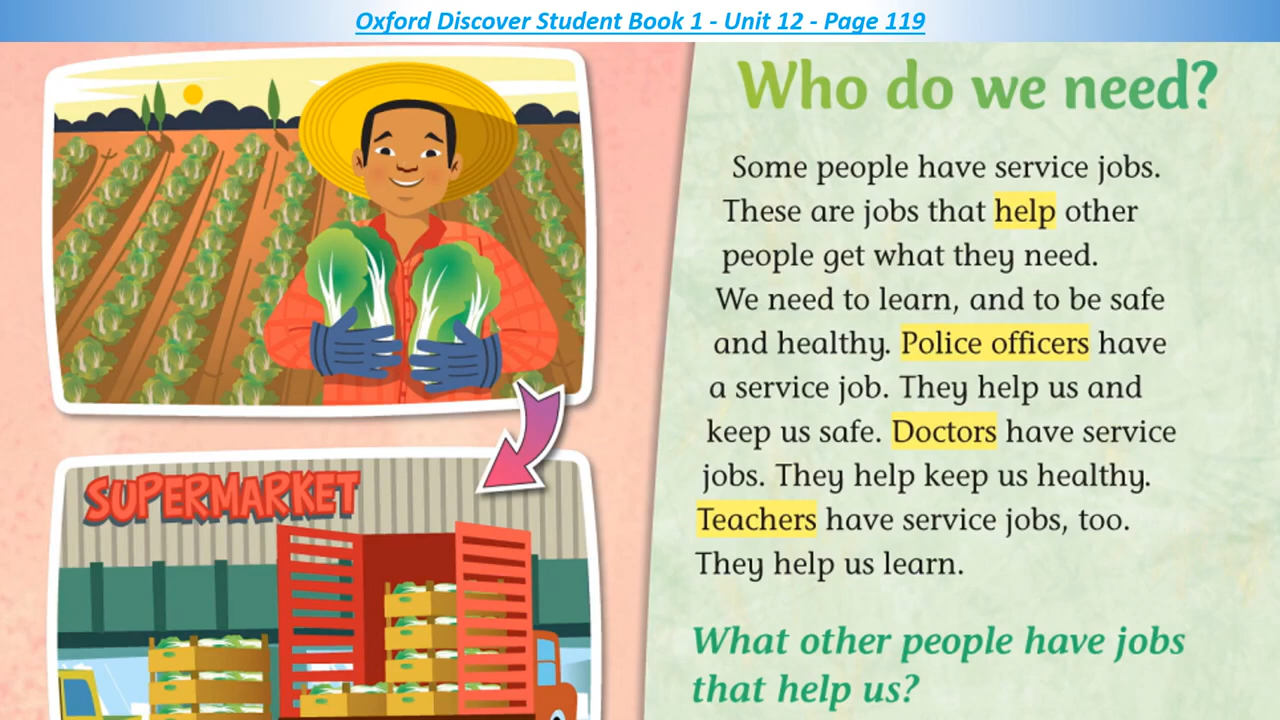 Oxford Discover Student Book 1 - Unit 12 - Page 119
SUPERMARKET
Who do we need?
Some people have service jobs.
These are jobs that help other
people get what they need.
We need to learn, and to be safe
and healthy. Police officers have
a service job. They help us and
keep us safe. Doctors have service
jobs. They help keep us healthy.
Teachers have service jobs, too.
They help us learn.
What other people have jobs
that help us?